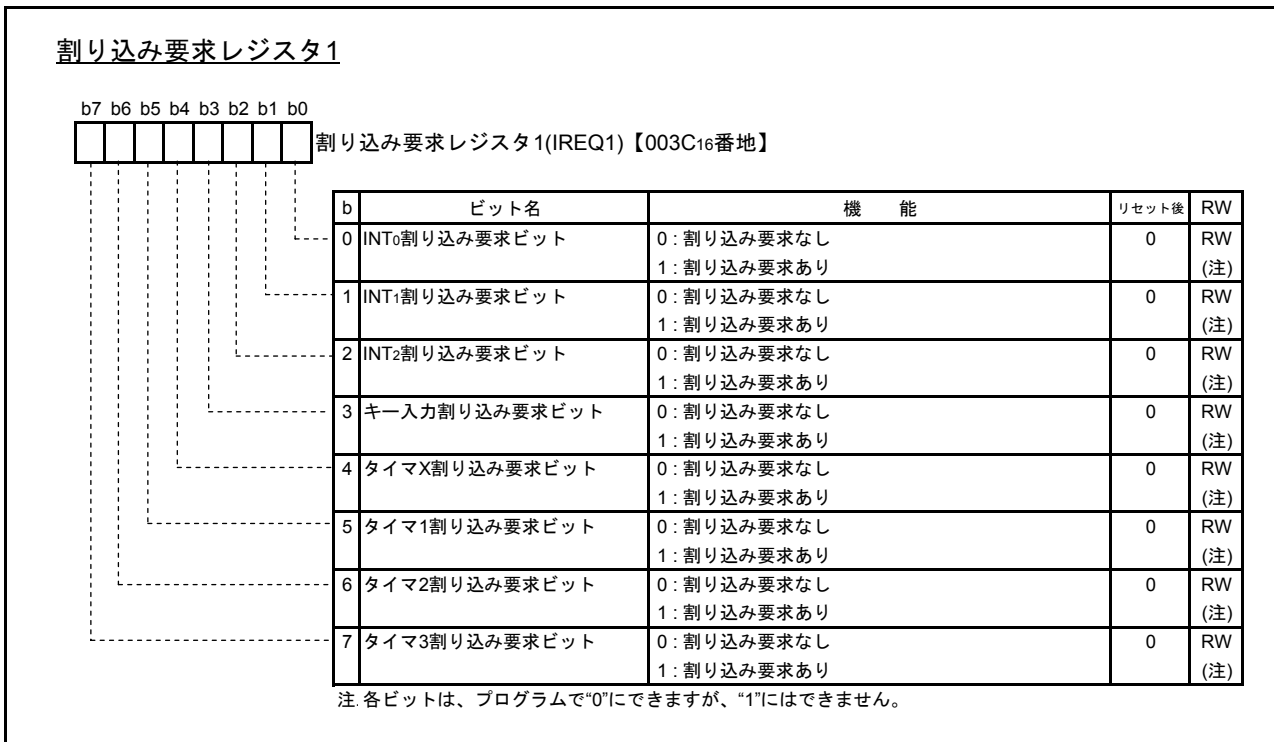 割り込み要求レジスタ1
b7 b6 b5 b4 b3 b2 b1 b0
割り込み要求レジスタ1(IREQ1)【003C16番地】
b ビット名 機　能 リセット後 RW
0 INT0割り込み要求ビット 0 : 割り込み要求なし 0 RW
1 : 割り込み要求あり (注)
1 INT1割り込み要求ビット 0 : 割り込み要求なし 0 RW
1 : 割り込み要求あり (注)
2 INT2割り込み要求ビット 0 : 割り込み要求なし 0 RW
1 : 割り込み要求あり (注)
3 キー入力割り込み要求ビット 0 : 割り込み要求なし 0 RW
1 : 割り込み要求あり (注)
4 タイマX割り込み要求ビット 0 : 割り込み要求なし 0 RW
1 : 割り込み要求あり (注)
5 タイマ1割り込み要求ビット 0 : 割り込み要求なし 0 RW
1 : 割り込み要求あり (注)
6 タイマ2割り込み要求ビット 0 : 割り込み要求なし 0 RW
1 : 割り込み要求あり (注)
7 タイマ3割り込み要求ビット 0 : 割り込み要求なし 0 RW
1 : 割り込み要求あり (注)
注. 各ビットは、プログラムで“0”にできますが、“1”にはできません。